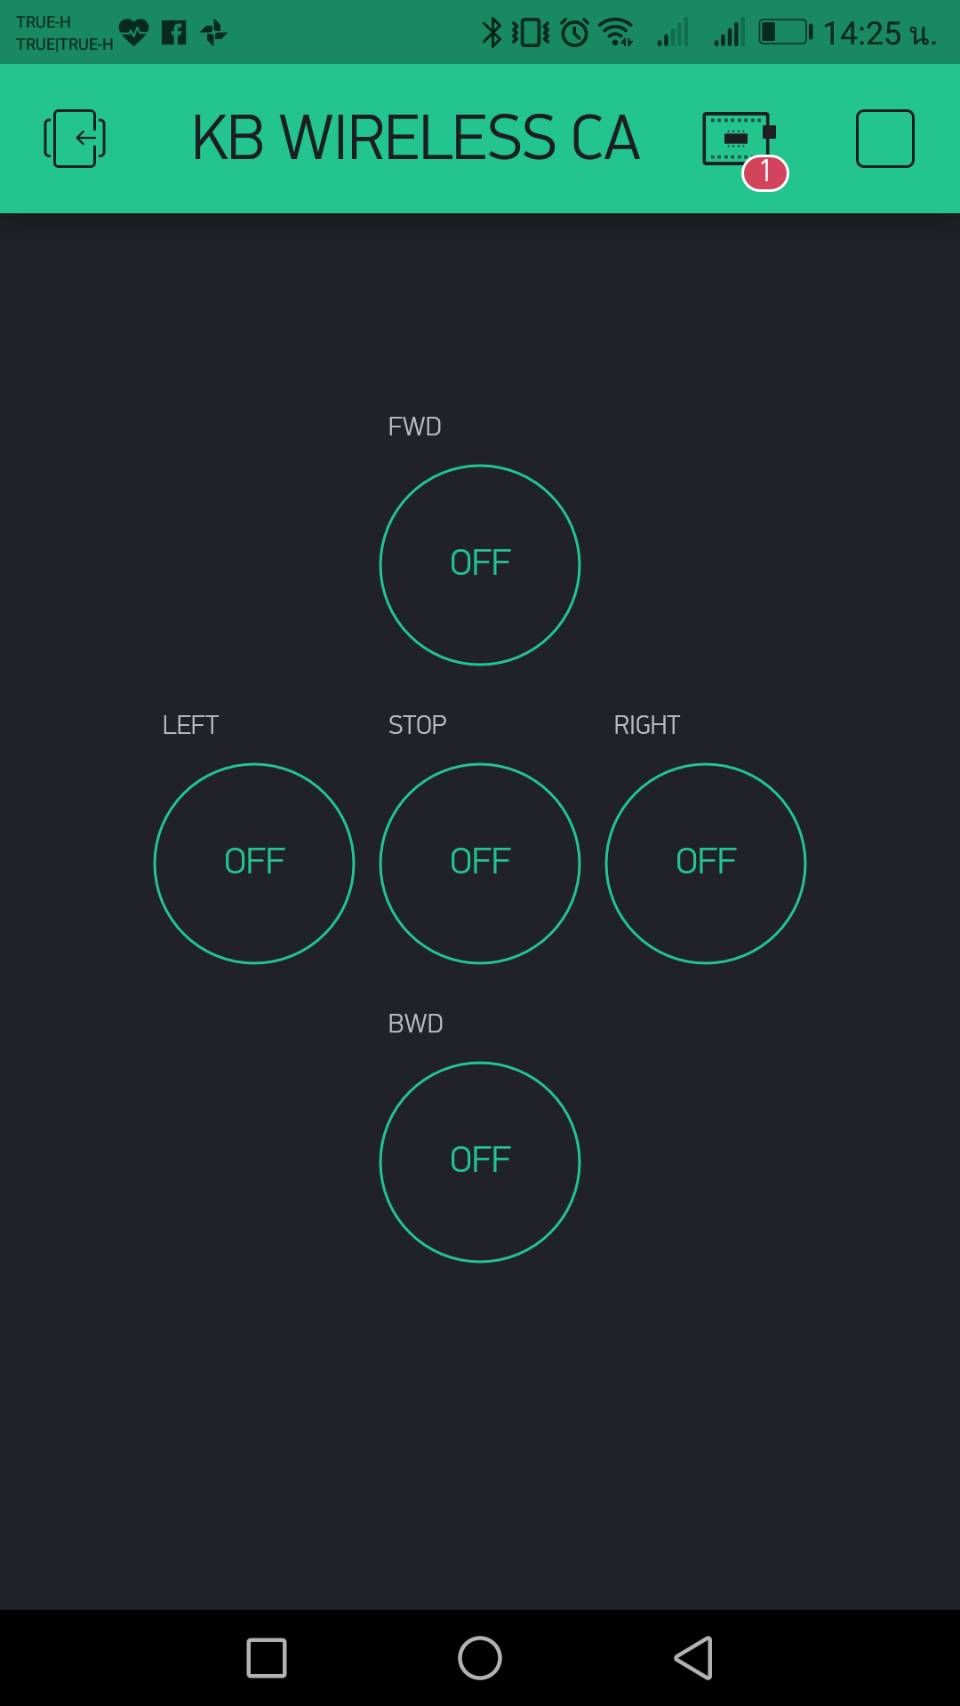 TRUE-H
TRUE|TRUE-H
14:25 น.
KB WIRELESS CA
1
FWD
OFF
LEFT STOP RIGHT
OFF OFF OFF
BWD
OFF